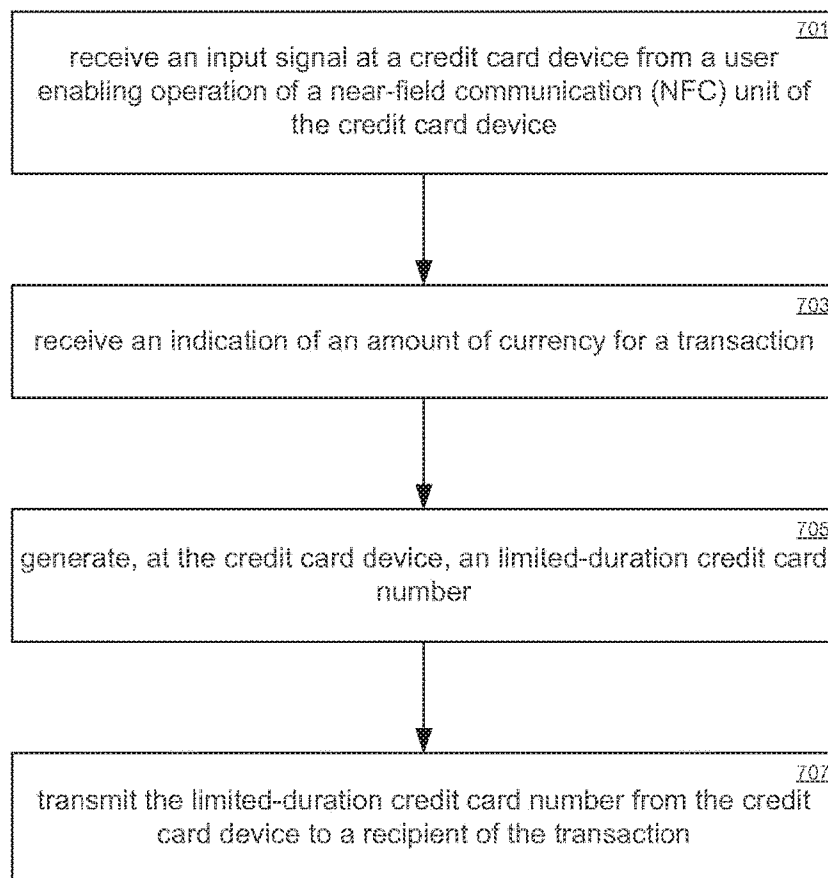 701
receive an input signal at a credit card device from a user
enabling operation of a near-field communication (NFC) unit of
the credit card device
703
receive an indication of an amount of currency for a transaction
705
generate, at the credit card device, an limited-duration credit card
number
707
transmit the limited-duration credit card number from the credit
card device to a recipient of the transaction